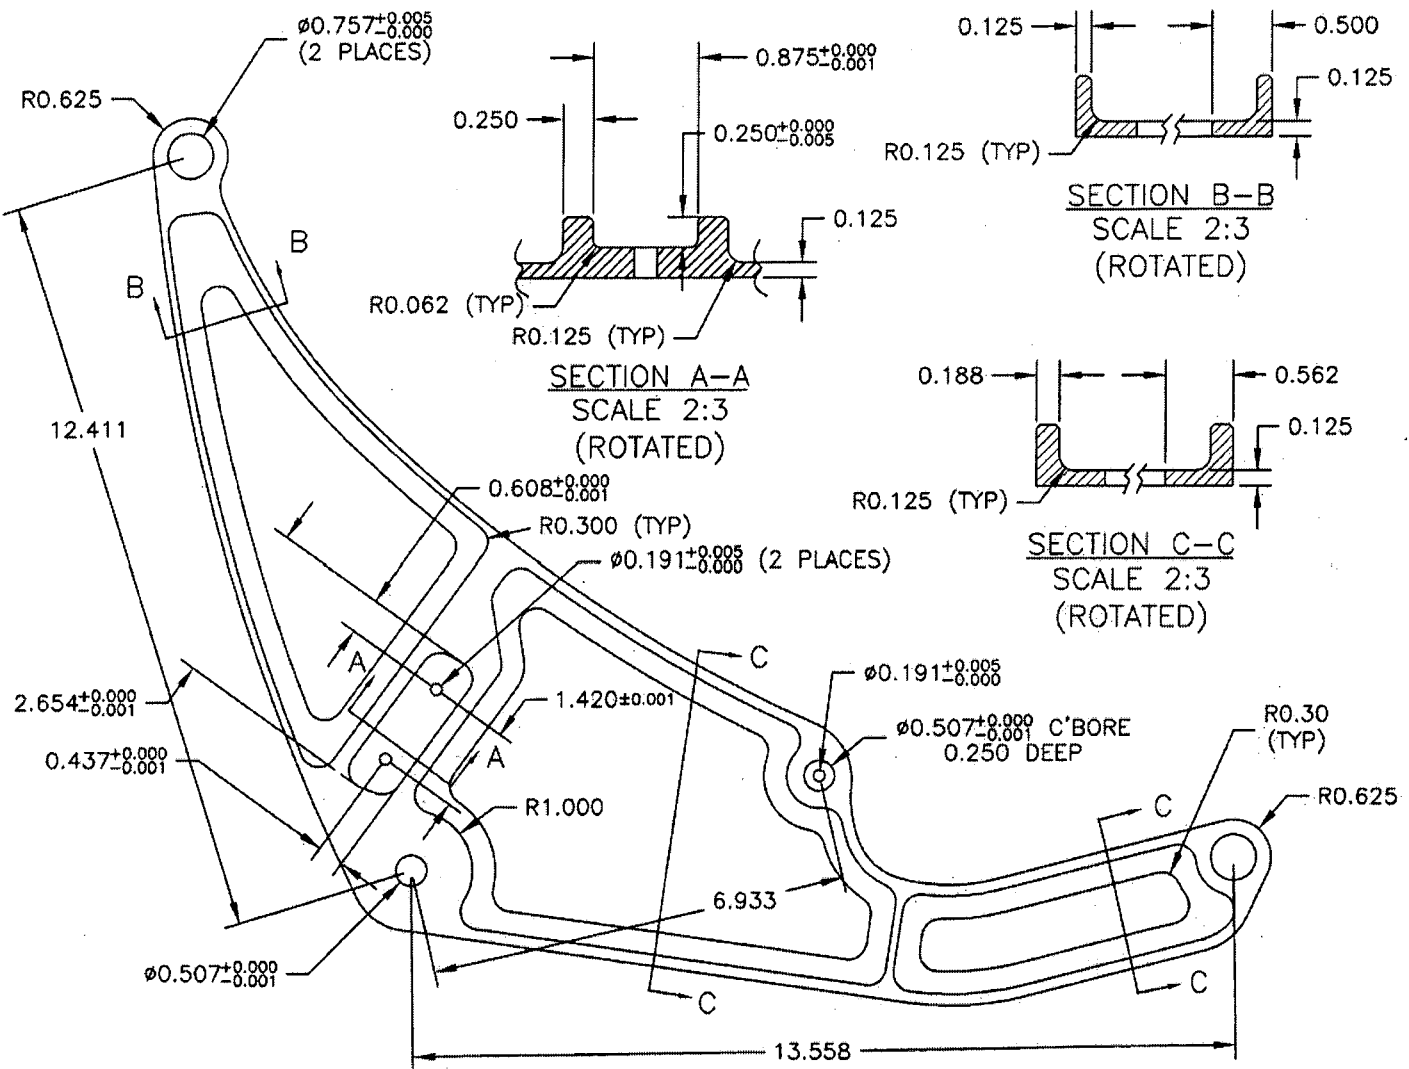 ø0.757+0.005 -0.000
(2 PLACES)
R0.625
0.875+0.000 -0.001
0.250
0.250+0.000 -0.005
0.125
R0.062 (TYP)
R0.125 (TYP)
SECTION A-A
SCALE 2:3
(ROTATED)
0.125
0.500
0.125
R0.125 (TYP)
SECTION B-B
SCALE 2:3
(ROTATED)
0.188
0.562
0.125
R0.125 (TYP)
SECTION C-C
SCALE 2:3
(ROTATED)
B
B
12.411
0.608+0.000 -0.001
R0.300 (TYP)
ø0.191+0.005 -0.000 (2 PLACES)
A
C
2.654+0.000 -0.001
1.420±0.001
ø0.191+0.005 -0.000
ø0.507+0.000 -0.001 C'BORE
0.250 DEEP
R0.30
(TYP)
0.437+0.000 -0.001
A
R1.000
C
R0.625
6.933
ø0.507+0.000 -0.001
C
C
13.558